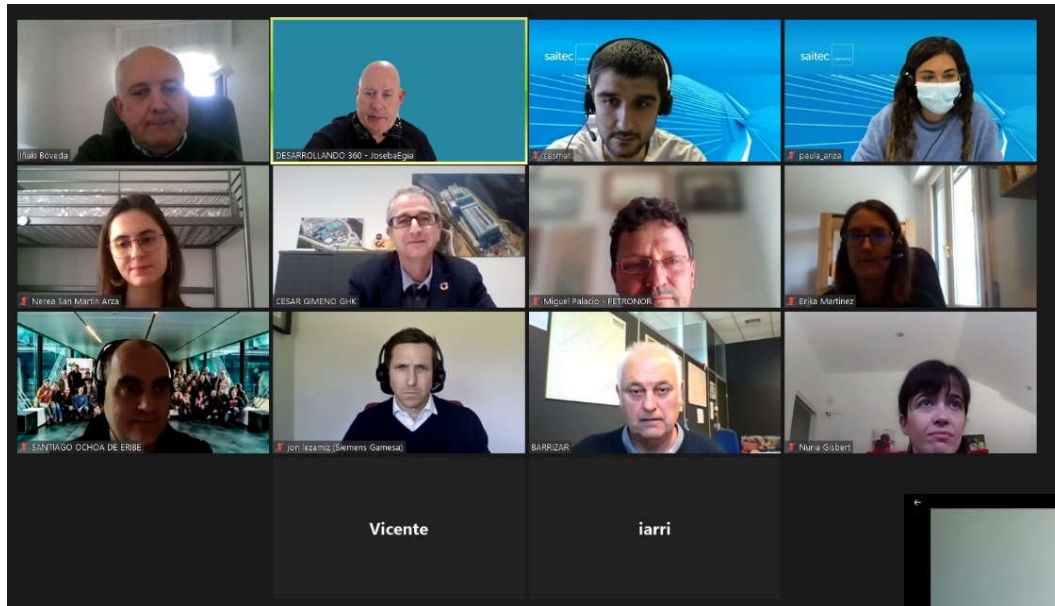 Iñaki Bóveda
DESARROLLANDO 360 - JosebaEgia
saitec
saitec
paula_anza
Nerea San Martin Arza
CESAR GIMENO GHK
Miguel Palacio - PETRONOR
Erika Martinez
SANTIAGO OCHOA DE ERIBE
jon lezamiz (Siemens Gamesa)
BARRIZAR
Nuria Gisbert
Vicente
iarri